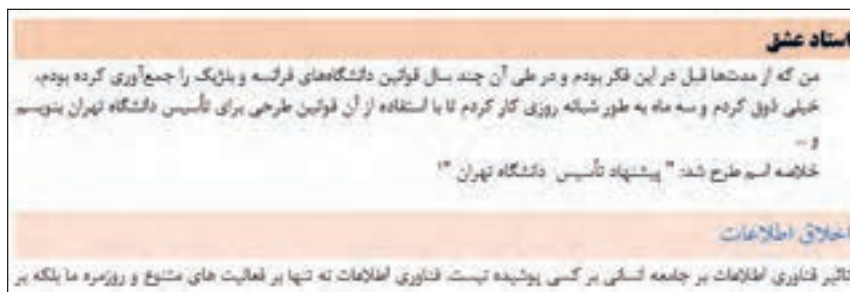 استاد عشق
من که از مدت‌ها قبل در این فکر بودم و در طی آن چند سال قوانین دانشگاه‌های فرانسه و بلژیک را جمع‌آوری کرده بودم،
خیلی ذوق کردم و سه ماه به طور شبانه روزی کار کردم تا با استفاده از آن قوانین طرحی برای تأسیس دانشگاه تهران بنویسم
و ...
خلاصه اسم طرح شد: " پیشنهاد تأسیس دانشگاه تهران "¹
اخلاق اطلاعات
تاثیر فناوری اطلاعات بر جامعه انسانی بر کسی پوشیده نیست. فناوری اطلاعات نه تنها بر فعالیت های متنوع و روزمره ما بلکه بر